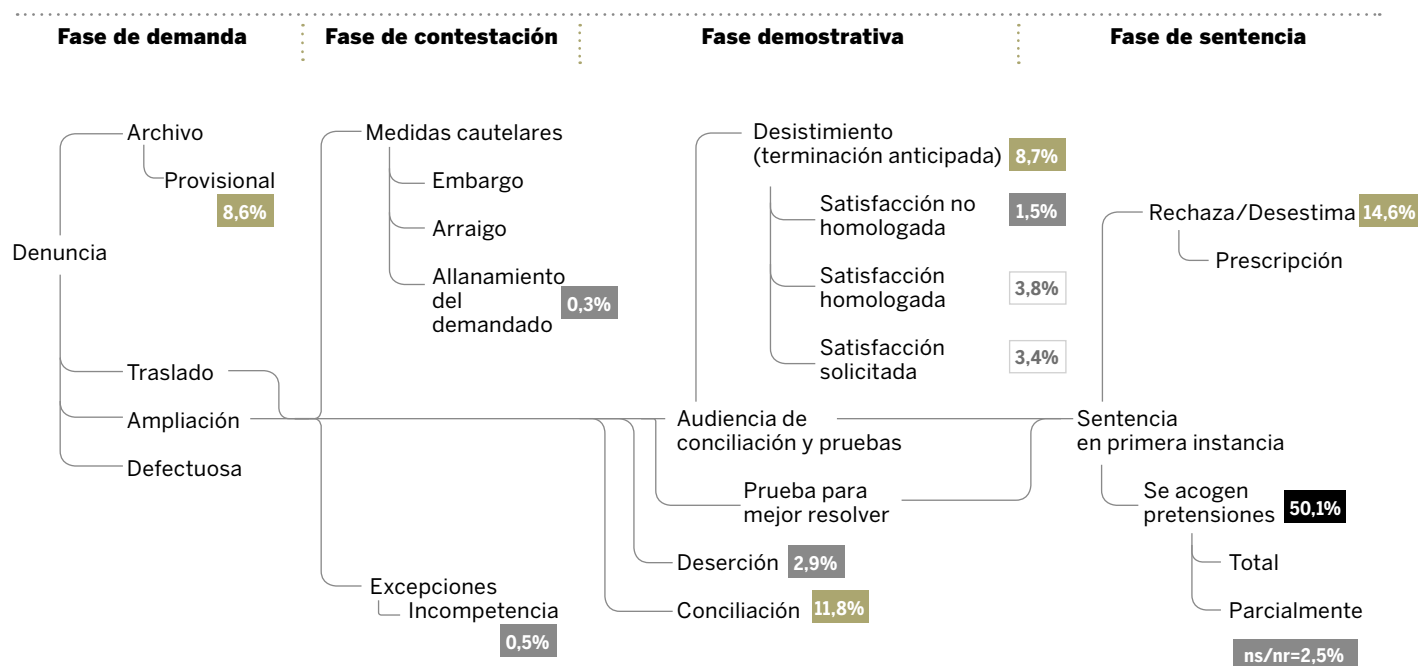 Fase de demanda
Fase de contestación
Fase demostrativa
Fase de sentencia
Denuncia
Archivo
Provisional
8,6%
Traslado
Ampliación
Defectuosa
Medidas cautelares
Embargo
Arraigo
Allanamiento
del
demandado
0,3%
Excepciones
Incompetencia
0,5%
Desistimiento
(terminación anticipada)
8,7%
Satisfacción no
homologada
1,5%
Satisfacción
homologada
3,8%
Satisfacción
solicitada
3,4%
Audiencia de
conciliación y pruebas
Prueba para
mejor resolver
Deserción
2,9%
Conciliación
11,8%
Rechaza/Desestima
14,6%
Prescripción
Sentencia
en primera instancia
Se acogen
pretensiones
50,1%
Total
Parcialmente
ns/nr=2,5%